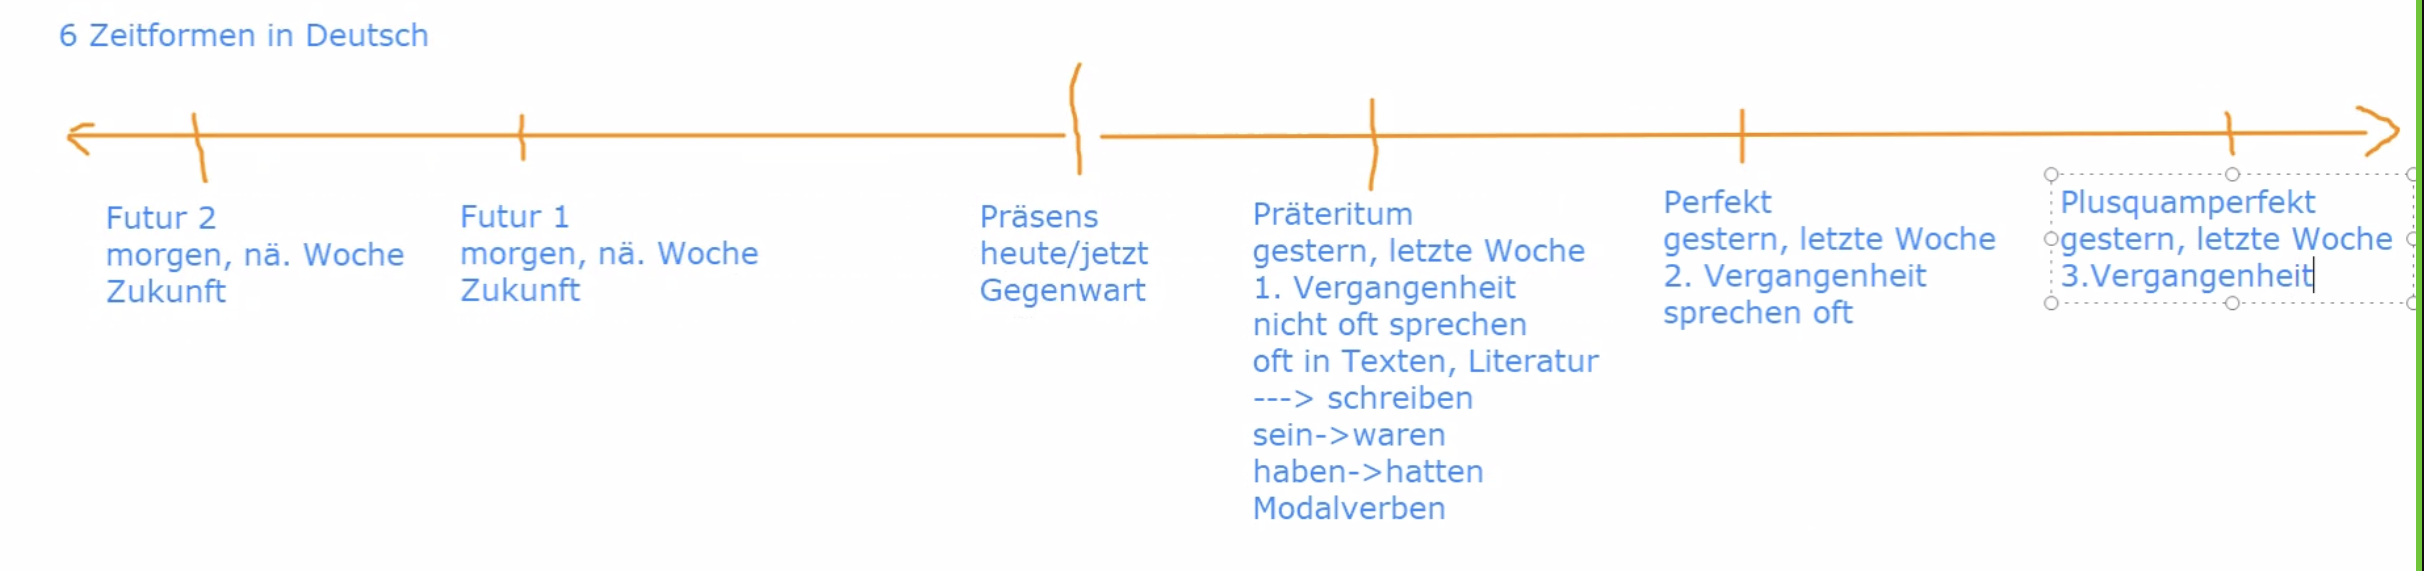 6 Zeitformen in Deutsch
Futur 2
morgen, nä. Woche
Zukunft
Futur 1
morgen, nä. Woche
Zukunft
Präsens
heute/jetzt
Gegenwart
Präteritum
gestern, letzte Woche
1. Vergangenheit
nicht oft sprechen
oft in Texten, Literatur
---> schreiben
sein->waren
haben->hatten
Modalverben
Perfekt
gestern, letzte Woche
2. Vergangenheit
sprechen oft
Plusquamperfekt
gestern, letzte Woche
3.Vergangenheit